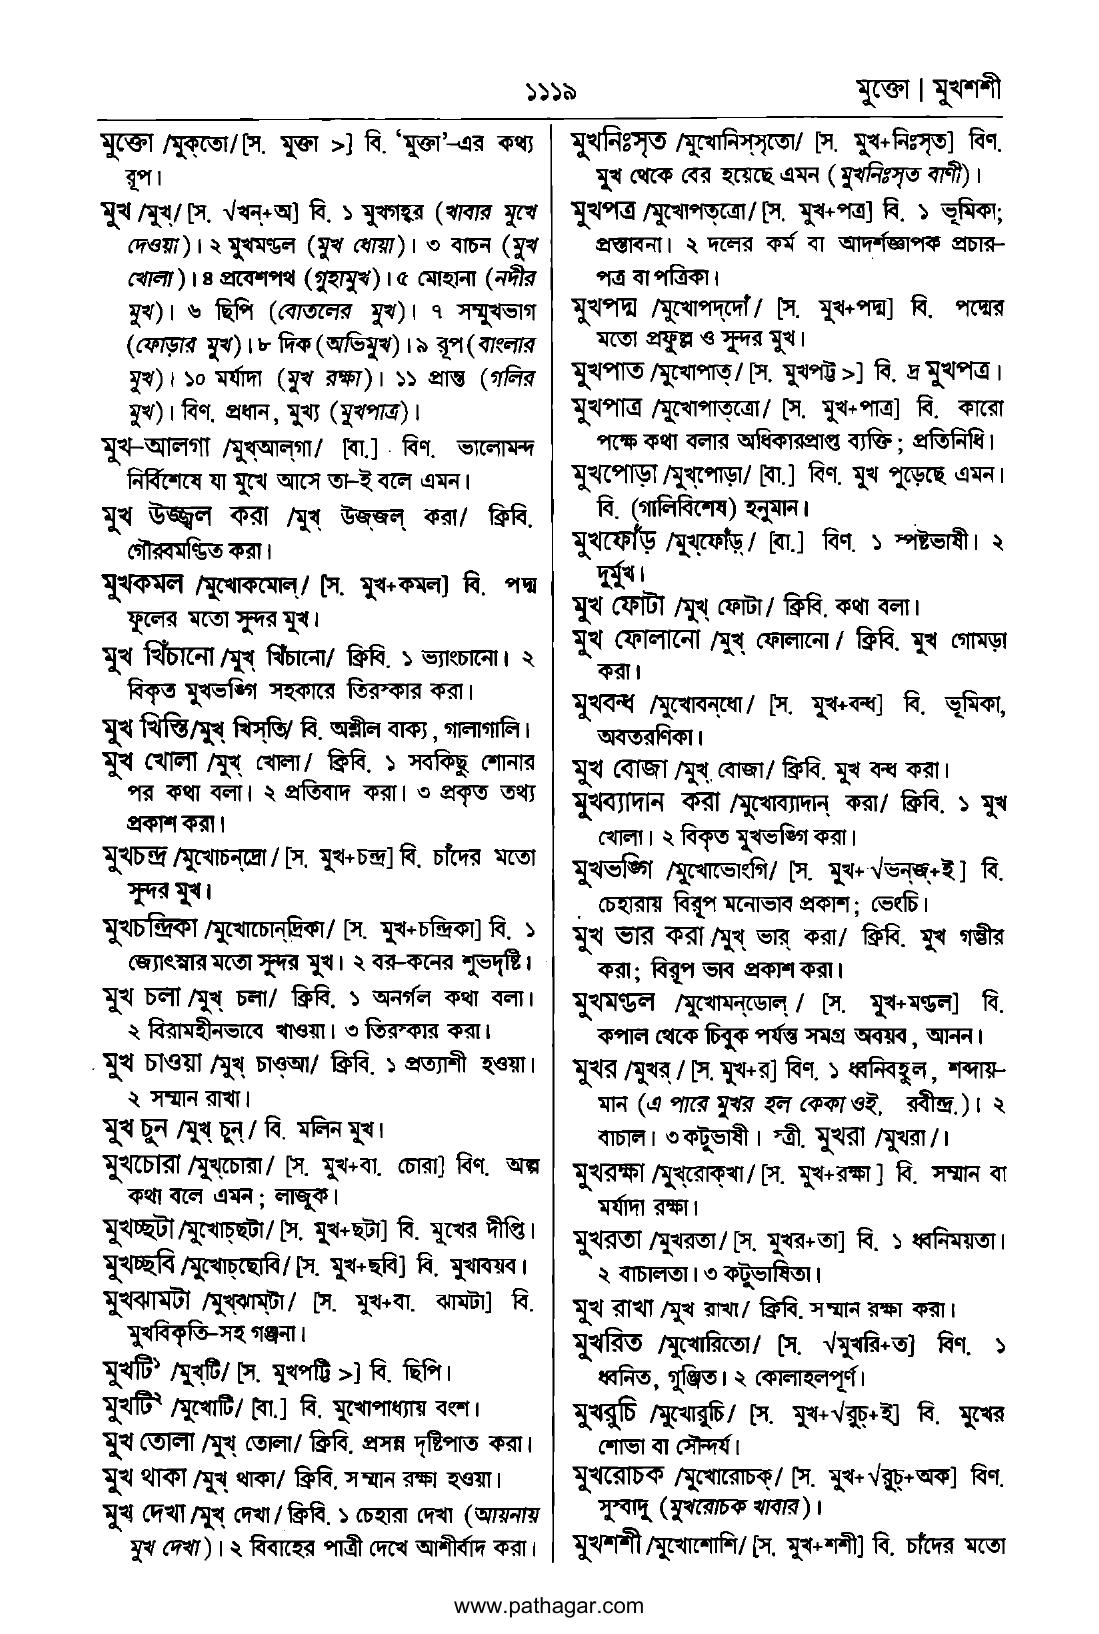 ১১১৯
মুক্তো | মুখশশী
মুক্তো /মুক্‌তো/ [স. মুক্তা >] বি. ‘মুক্তা’-এর কথ্য
রূপ।
মুখ /মুখ্/ [স. √খন্+অ] বি. ১ মুখগহ্বর (খাবার মুখে
দেওয়া)। ২ মুখমণ্ডল (মুখ ধোয়া)। ৩ বাচন (মুখ
খোলা)। ৪ প্রবেশপথ (গুহামুখ)। ৫ মোহানা (নদীর
মুখ)। ৬ ছিপি (বোতলের মুখ)। ৭ সম্মুখভাগ
(ফোড়ার মুখ)। ৮ দিক (অভিমুখ)। ৯ রূপ (বাংলার
মুখ)। ১০ মর্যাদা (মুখ রক্ষা)। ১১ প্রান্ত (গলির
মুখ)। বিণ. প্রধান, মুখ্য (মুখপাত্র)।
মুখ-আলগা /মুখ্‌আল্‌গা/ [বা.] বিণ. ভালোমন্দ
নির্বিশেষে যা মুখে আসে তা-ই বলে এমন।
মুখ উজ্জ্বল করা /মুখ্ উজ্‌জল্ করা/ ক্রিবি.
গৌরবমণ্ডিত করা।
মুখকমল /মুখোকমোল্/ [স. মুখ+কমল] বি. পদ্ম
ফুলের মতো সুন্দর মুখ।
মুখ খিঁচানো /মুখ্ খিঁচানো/ ক্রিবি. ১ ভ্যাংচানো। ২
বিকৃত মুখভঙ্গি সহকারে তিরস্কার করা।
মুখ খিস্তি /মুখ্ খিস্‌তি/ বি. অশ্লীল বাক্য, গালাগালি।
মুখ খোলা /মুখ্ খোলা/ ক্রিবি. ১ সবকিছু শোনার
পর কথা বলা। ২ প্রতিবাদ করা। ৩ প্রকৃত তথ্য
প্রকাশ করা।
মুখচন্দ্র /মুখোচন্‌দ্রো/ [স. মুখ+চন্দ্র] বি. চাঁদের মতো
সুন্দর মুখ।
মুখচন্দ্রিকা /মুখোচোন্‌দ্রিকা/ [স. মুখ+চন্দ্রিকা] বি. ১
জ্যোৎস্নার মতো সুন্দর মুখ। ২ বর-কনের শুভদৃষ্টি।
মুখ চলা /মুখ্ চলা/ ক্রিবি. ১ অনর্গল কথা বলা।
২ বিরামহীনভাবে খাওয়া। ৩ তিরস্কার করা।
মুখ চাওয়া /মুখ্ চাওআ/ ক্রিবি. ১ প্রত্যাশী হওয়া।
২ সম্মান রাখা।
মুখ চূন /মুখ্ চূন্/ বি. মলিন মুখ।
মুখচোরা /মুখ্‌চোরা/ [স. মুখ+বা. চোরা] বিণ. অল্প
কথা বলে এমন; লাজুক।
মুখচ্ছটা /মুখোচ্‌ছটা/ [স. মুখ+ছটা] বি. মুখের দীপ্তি।
মুখচ্ছবি /মুখোচ্‌ছোবি/ [স. মুখ+ছবি] বি. মুখাবয়ব।
মুখঝামটা /মুখ্‌ঝাম্‌টা/ [স. মুখ+বা. ঝামটা] বি.
মুখবিকৃতি-সহ গঞ্জনা।
মুখটি১ /মুখ্‌টি/ [স. মুখপট্টি >] বি. ছিপি।
মুখটি২ /মুখোটি/ [বা.] বি. মুখোপাধ্যায় বংশ।
মুখ তোলা /মুখ্ তোলা/ ক্রিবি. প্রসন্ন দৃষ্টিপাত করা।
মুখ থাকা /মুখ্ থাকা/ ক্রিবি. সম্মান রক্ষা হওয়া।
মুখ দেখা /মুখ্ দেখা/ ক্রিবি. ১ চেহারা দেখা (আয়নায়
মুখ দেখা)। ২ বিবাহের পাত্রী দেখে আশীর্বাদ করা।
মুখনিঃসৃত /মুখোনিস্‌সৃতো/ [স. মুখ+নিঃসৃত] বিণ.
মুখ থেকে বের হয়েছে এমন (মুখনিঃসৃত বাণী)।
মুখপত্র /মুখোপত্‌ত্রো/ [স. মুখ+পত্র] বি. ১ ভূমিকা;
প্রস্তাবনা। ২ দলের কর্ম বা আদর্শজ্ঞাপক প্রচার-
পত্র বা পত্রিকা।
মুখপদ্ম /মুখোপদ্‌দোঁ/ [স. মুখ+পদ্ম] বি. পদ্মের
মতো প্রফুল্ল ও সুন্দর মুখ।
মুখপাত /মুখোপাত্/ [স. মুখপট্ট >] বি. দ্র মুখপত্র।
মুখপাত্র /মুখোপাত্‌ত্রো/ [স. মুখ+পাত্র] বি. কারো
পক্ষে কথা বলার অধিকারপ্রাপ্ত ব্যক্তি; প্রতিনিধি।
মুখপোড়া /মুখ্‌পোড়া/ [বা.] বিণ. মুখ পুড়েছে এমন।
বি. (গালিবিশেষ) হনুমান।
মুখফোঁড় /মুখ্‌ফোঁড়্/ [বা.] বিণ. ১ স্পষ্টভাষী। ২
দুর্মুখ।
মুখ ফোটা /মুখ্ ফোটা/ ক্রিবি. কথা বলা।
মুখ ফোলানো /মুখ্ ফোলানো/ ক্রিবি. মুখ গোমড়া
করা।
মুখবন্ধ /মুখোবন্‌ধো/ [স. মুখ+বন্ধ] বি. ভূমিকা,
অবতরণিকা।
মুখ বোজা /মুখ্ বোজা/ ক্রিবি. মুখ বন্ধ করা।
মুখব্যাদান করা /মুখোব্যাদান্ করা/ ক্রিবি. ১ মুখ
খোলা। ২ বিকৃত মুখভঙ্গি করা।
মুখভঙ্গি /মুখোভোংগি/ [স. মুখ+√ভন্‌জ্+ই] বি.
চেহারায় বিরূপ মনোভাব প্রকাশ; ভেংচি।
মুখ ভার করা /মুখ্ ভার্ করা/ ক্রিবি. মুখ গম্ভীর
করা; বিরূপ ভাব প্রকাশ করা।
মুখমণ্ডল /মুখোমন্‌ডোল্/ [স. মুখ+মণ্ডল] বি.
কপাল থেকে চিবুক পর্যন্ত সমগ্র অবয়ব, আনন।
মুখর /মুখর্/ [স. মুখ+র] বিণ. ১ ধ্বনিবহুল, শব্দায়-
মান (এ পারে মুখর হল কেকা ওই, রবীন্দ্র.)। ২
বাচাল। ৩ কটুভাষী। স্ত্রী. মুখরা /মুখরা/।
মুখরক্ষা /মুখ্‌রোক্‌খা/ [স. মুখ+রক্ষা] বি. সম্মান বা
মর্যাদা রক্ষা।
মুখরতা /মুখরতা/ [স. মুখর+তা] বি. ১ ধ্বনিময়তা।
২ বাচালতা। ৩ কটুভাষিতা।
মুখ রাখা /মুখ রাখা/ ক্রিবি. সম্মান রক্ষা করা।
মুখরিত /মুখোরিতো/ [স. √মুখরি+ত] বিণ. ১
ধ্বনিত, গুঞ্জিত। ২ কোলাহলপূর্ণ।
মুখরুচি /মুখোরুচি/ [স. মুখ+√রুচ্+ই] বি. মুখের
শোভা বা সৌন্দর্য।
মুখরোচক /মুখোরোচক্/ [স. মুখ+√রুচ্+অক] বিণ.
সুস্বাদু (মুখরোচক খাবার)।
মুখশশী /মুখোশোশি/ [স. মুখ+শশী] বি. চাঁদের মতো
www.pathagar.com